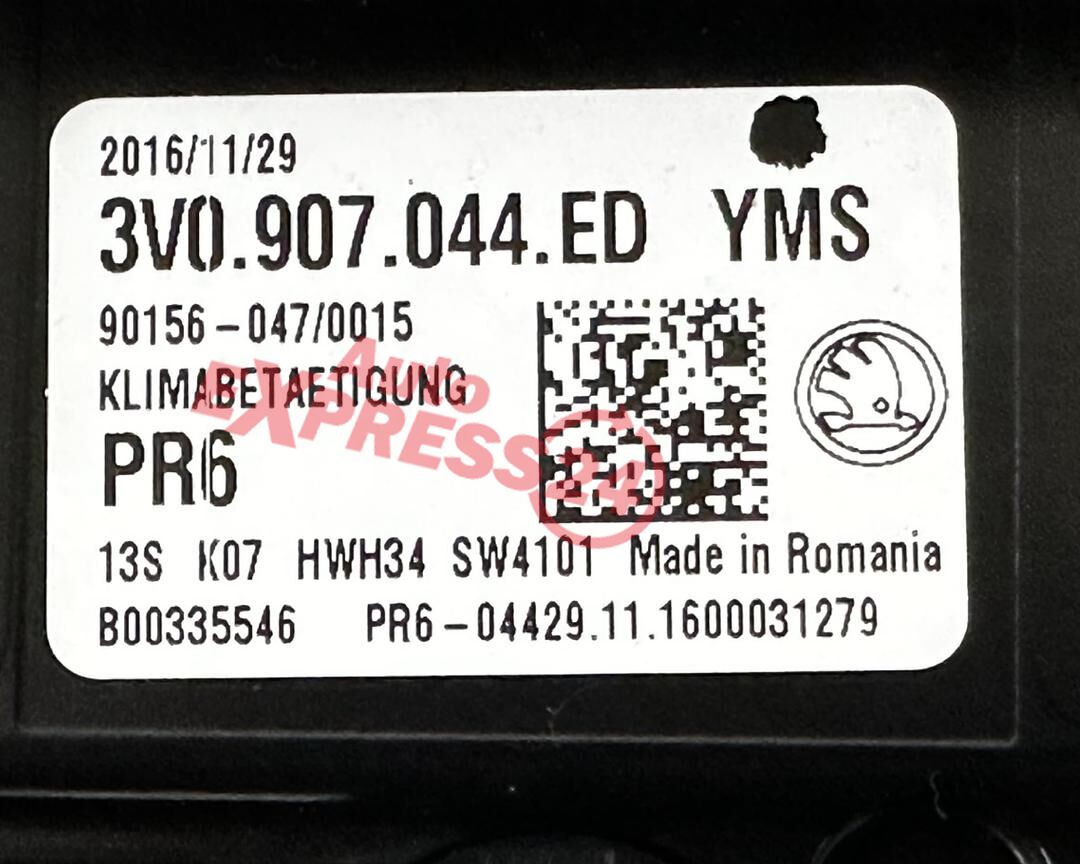 2016/11/29
3V0.907.044.ED YMS
90156-047/0015
KLIMABETAETIGUNG
Auto
EXPRESS24
PR6
13S K07 HWH34 SW4101 Made in Romania
B00335546 PR6-04429.11.1600031279